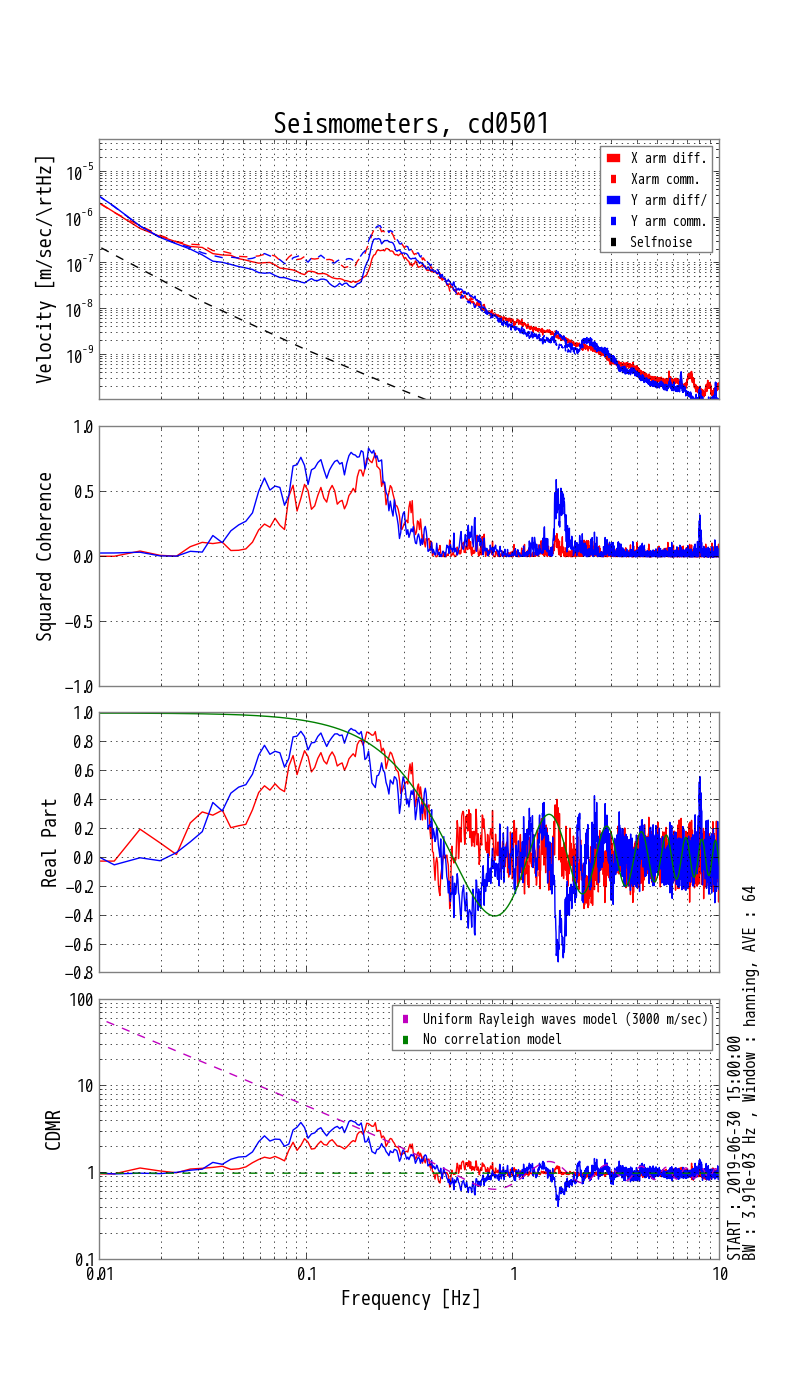 Seismometers, cd0501
Velocity [m/sec/\rtHz]
10⁻⁵
10⁻⁶
10⁻⁷
10⁻⁸
10⁻⁹
X arm diff.
Xarm comm.
Y arm diff/
Y arm comm.
Selfnoise
Squared Coherence
1.0
0.5
0.0
−0.5
−1.0
Real Part
1.0
0.8
0.6
0.4
0.2
0.0
−0.2
−0.4
−0.6
−0.8
CDMR
100
10
1
0.1
Uniform Rayleigh waves model (3000 m/sec)
No correlation model
0.01
0.1
1
10
Frequency [Hz]
START : 2019-06-30 15:00:00
BW : 3.91e-03 Hz , Window : hanning, AVE : 64